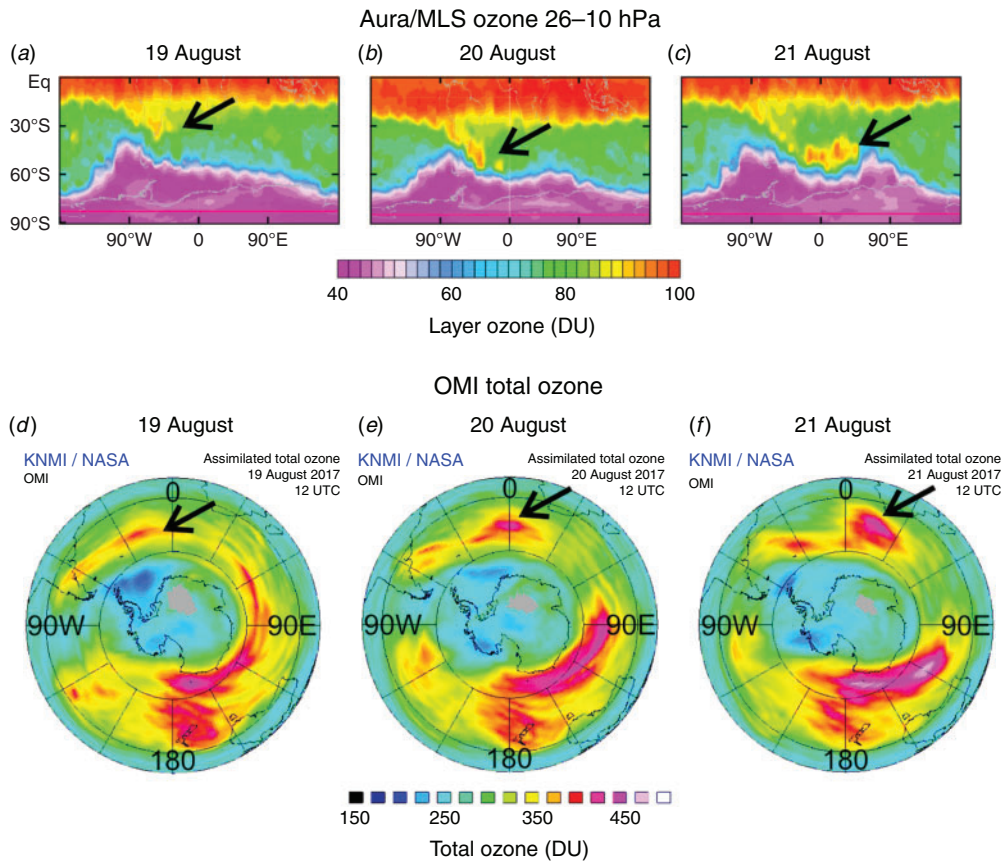 Aura/MLS ozone 26–10 hPa
(a) 19 August
(b) 20 August
(c) 21 August
Eq
30°S
60°S
90°S
90°W 0 90°E
90°W 0 90°E
90°W 0 90°E
40 60 80 100
Layer ozone (DU)
OMI total ozone
(d) 19 August
(e) 20 August
(f) 21 August
KNMI / NASA
OMI
Assimilated total ozone
19 August 2017
12 UTC
0
90W 90E
180
KNMI / NASA
OMI
Assimilated total ozone
20 August 2017
12 UTC
0
90W 90E
180
KNMI / NASA
OMI
Assimilated total ozone
21 August 2017
12 UTC
0
90W 90E
180
150 250 350 450
Total ozone (DU)